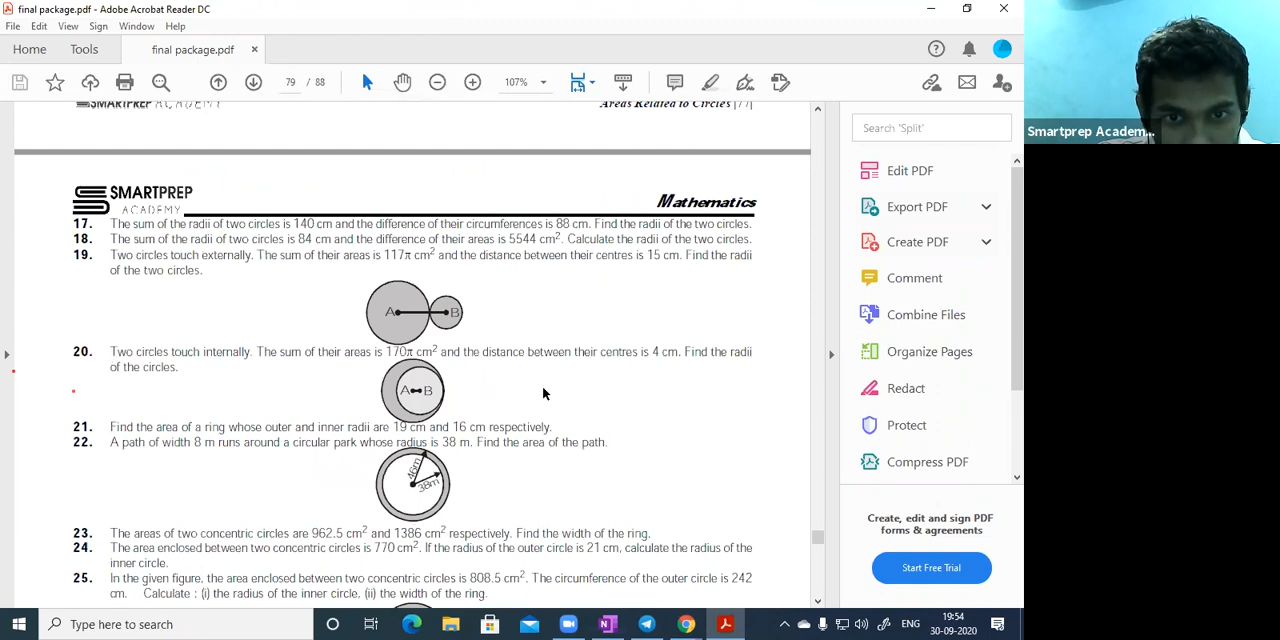 final package.pdf - Adobe Acrobat Reader DC
File Edit View Sign Window Help
Home Tools final package.pdf ×
79 / 88 107%
SMARTPREP ACADEMY Areas Related to Circles [77]
Search 'Split'
Smartprep Academ...
Edit PDF
Export PDF
Create PDF
Comment
Combine Files
Organize Pages
Redact
Protect
Compress PDF
Create, edit and sign PDF
forms & agreements
Start Free Trial
SMARTPREP
ACADEMY
Mathematics
17. The sum of the radii of two circles is 140 cm and the difference of their circumferences is 88 cm. Find the radii of the two circles.
18. The sum of the radii of two circles is 84 cm and the difference of their areas is 5544 cm². Calculate the radii of the two circles.
19. Two circles touch externally. The sum of their areas is 117π cm² and the distance between their centres is 15 cm. Find the radii
of the two circles.
A B
20. Two circles touch internally. The sum of their areas is 170π cm² and the distance between their centres is 4 cm. Find the radii
of the circles.
A B
21. Find the area of a ring whose outer and inner radii are 19 cm and 16 cm respectively.
22. A path of width 8 m runs around a circular park whose radius is 38 m. Find the area of the path.
46m
38m
23. The areas of two concentric circles are 962.5 cm² and 1386 cm² respectively. Find the width of the ring.
24. The area enclosed between two concentric circles is 770 cm². If the radius of the outer circle is 21 cm, calculate the radius of the
inner circle.
25. In the given figure, the area enclosed between two concentric circles is 808.5 cm². The circumference of the outer circle is 242
cm. Calculate : (i) the radius of the inner circle, (ii) the width of the ring.
Type here to search
ENG
19:54
30-09-2020